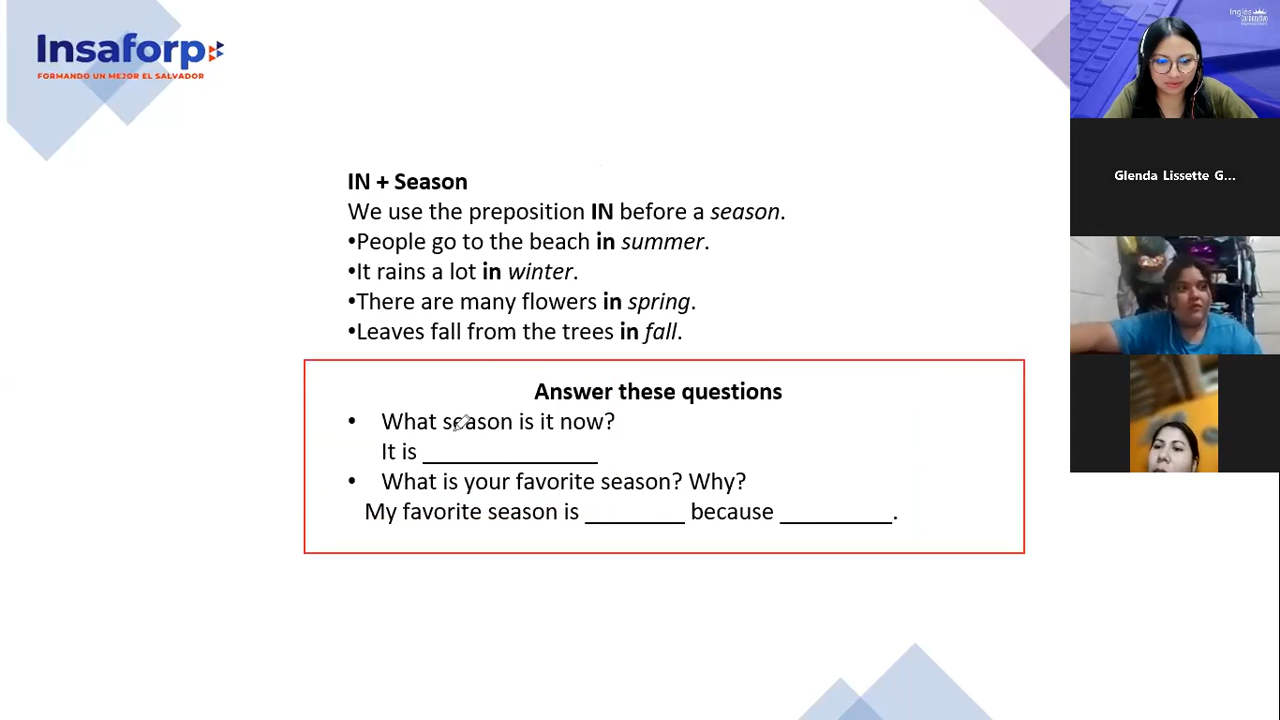 Insaforp
FORMANDO UN MEJOR EL SALVADOR
IN + Season
We use the preposition IN before a season.
•People go to the beach in summer.
•It rains a lot in winter.
•There are many flowers in spring.
•Leaves fall from the trees in fall.
Answer these questions
• What season is it now?
It is ______________
• What is your favorite season? Why?
My favorite season is ________ because _________.
Glenda Lissette G...